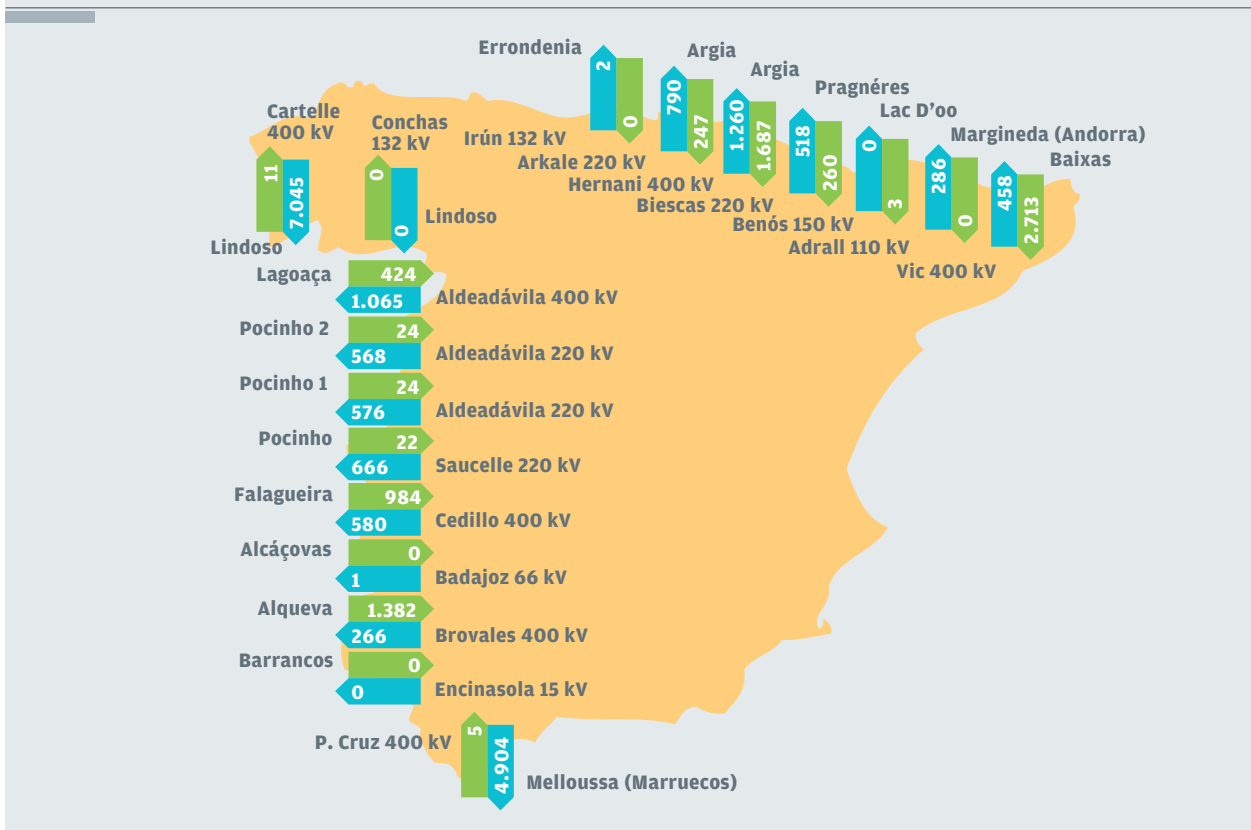 Errondenia
2
0
Argia
790
247
Argia
1.260
1.687
Pragnéres
518
260
Lac D’oo
0
3
Margineda (Andorra)
286
0
Baixas
458
2.713
Irún 132 kV
Arkale 220 kV
Hernani 400 kV
Biescas 220 kV
Benós 150 kV
Adrall 110 kV
Vic 400 kV
Cartelle
400 kV
11
7.045
Lindoso
Conchas
132 kV
0
0
Lindoso
Lagoaça
424
1.065
Aldeadávila 400 kV
Pocinho 2
24
568
Aldeadávila 220 kV
Pocinho 1
24
576
Aldeadávila 220 kV
Pocinho
22
666
Saucelle 220 kV
Falagueira
984
580
Cedillo 400 kV
Alcáçovas
0
1
Badajoz 66 kV
Alqueva
1.382
266
Brovales 400 kV
Barrancos
0
0
Encinasola 15 kV
P. Cruz 400 kV
5
4.904
Melloussa (Marruecos)